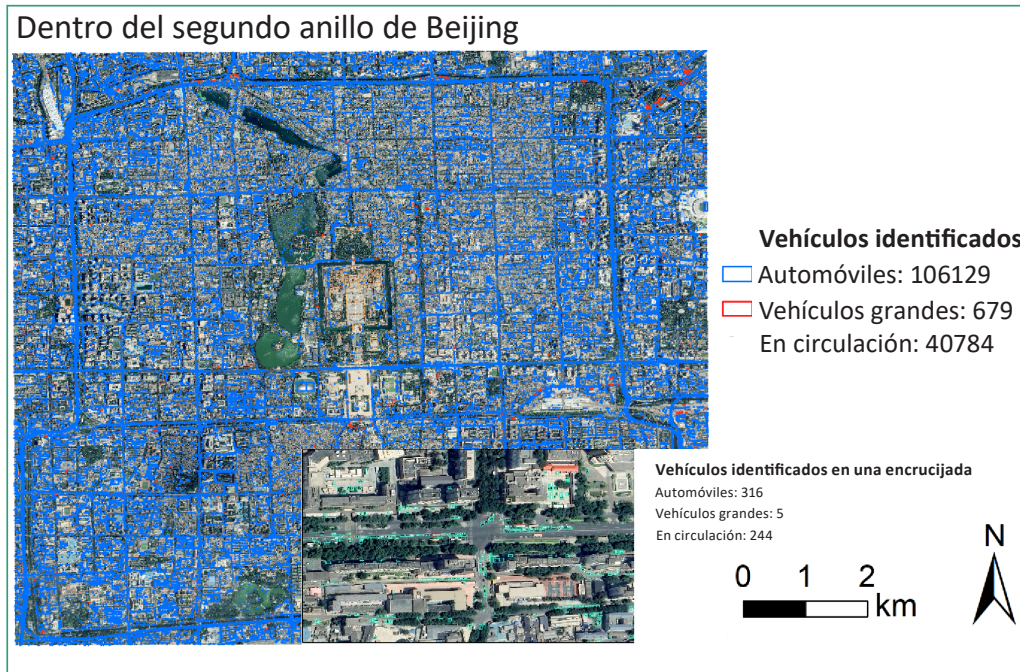 Dentro del segundo anillo de Beijing
Vehículos identificados
Automóviles: 106129
Vehículos grandes: 679
En circulación: 40784
Vehículos identificados en una encrucijada
Automóviles: 316
Vehículos grandes: 5
En circulación: 244
N
0 1 2
km